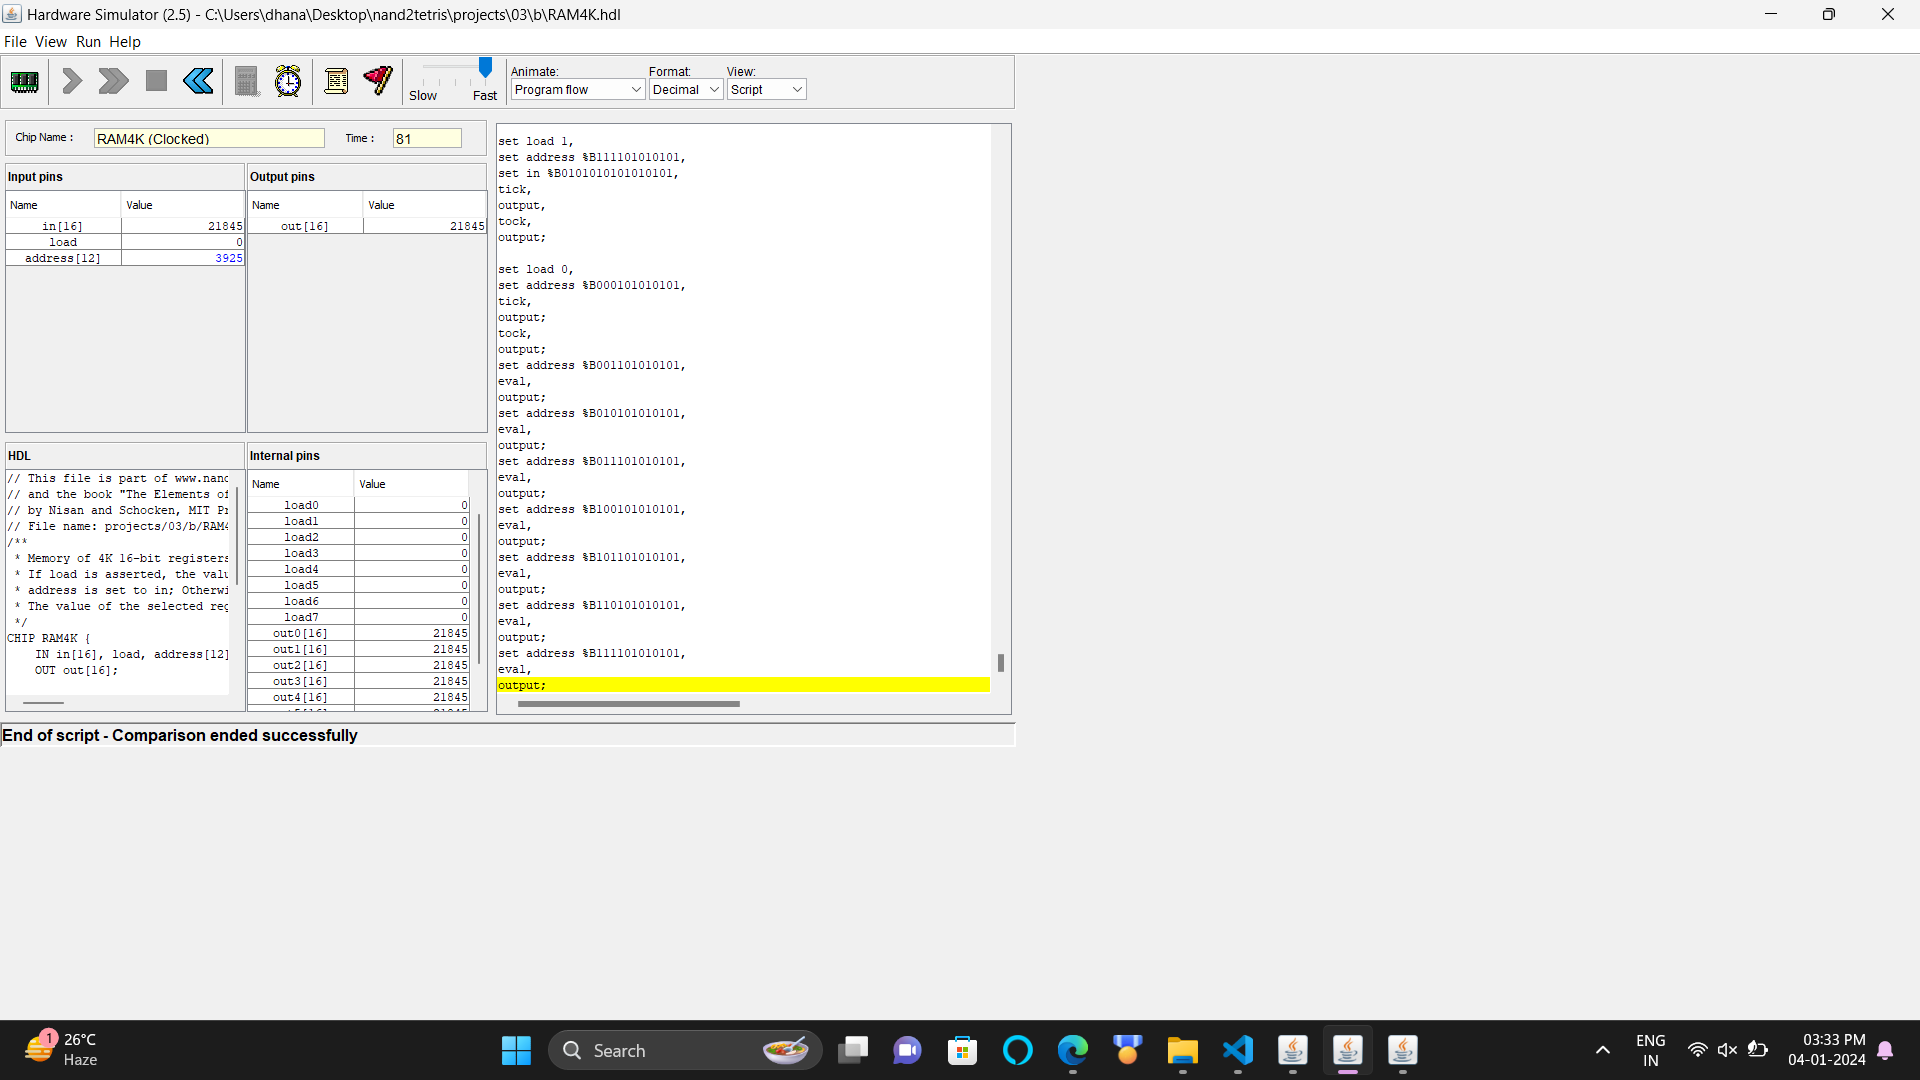 Hardware Simulator (2.5) - C:\Users\dhana\Desktop\nand2tetris\projects\03\b\RAM4K.hdl
File View Run Help
Slow Fast
Animate: Format: View:
Program flow Decimal Script
Chip Name : RAM4K (Clocked) Time : 81
Input pins
Name Value
in[16] 21845
load 0
address[12] 3925
Output pins
Name Value
out[16] 21845
HDL
// This file is part of www.nand
// and the book "The Elements of
// by Nisan and Schocken, MIT Pr
// File name: projects/03/b/RAM4
/**
* Memory of 4K 16-bit registers
* If load is asserted, the valu
* address is set to in; Otherwi
* The value of the selected reg
*/
CHIP RAM4K {
IN in[16], load, address[12]
OUT out[16];
Internal pins
Name Value
load0 0
load1 0
load2 0
load3 0
load4 0
load5 0
load6 0
load7 0
out0[16] 21845
out1[16] 21845
out2[16] 21845
out3[16] 21845
out4[16] 21845
set load 1,
set address %B111101010101,
set in %B0101010101010101,
tick,
output,
tock,
output;
set load 0,
set address %B000101010101,
tick,
output;
tock,
output;
set address %B001101010101,
eval,
output;
set address %B010101010101,
eval,
output;
set address %B011101010101,
eval,
output;
set address %B100101010101,
eval,
output;
set address %B101101010101,
eval,
output;
set address %B110101010101,
eval,
output;
set address %B111101010101,
eval,
output;
End of script - Comparison ended successfully
1
26°C
Haze
Search
ENG
IN
03:33 PM
04-01-2024